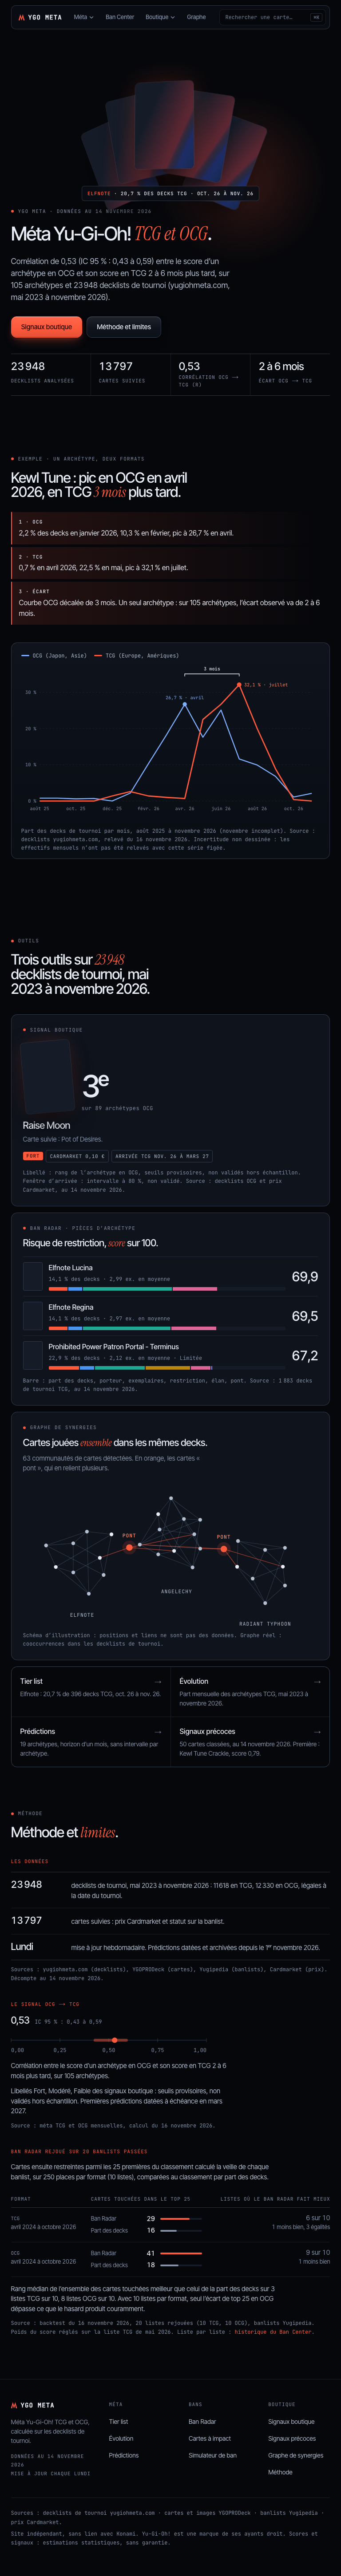 YGO META
Méta
Ban Center
Boutique
Graphe
Rechercher une carte…
⌘K
ELFNOTE · 20,7 % DES DECKS TCG · OCT. 26 À NOV. 26
YGO META · DONNÉES AU 14 NOVEMBRE 2026
Méta Yu-Gi-Oh! TCG et OCG.
Corrélation de 0,53 (IC 95 % : 0,43 à 0,59) entre le score d'un
archétype en OCG et son score en TCG 2 à 6 mois plus tard, sur
105 archétypes et 23 948 decklists de tournoi (yugiohmeta.com,
mai 2023 à novembre 2026).
Signaux boutique
Méthode et limites
23 948
DECKLISTS ANALYSÉES
13 797
CARTES SUIVIES
0,53
CORRÉLATION OCG →
TCG (R)
2 à 6 mois
ÉCART OCG → TCG
EXEMPLE · UN ARCHÉTYPE, DEUX FORMATS
Kewl Tune : pic en OCG en avril
2026, en TCG 3 mois plus tard.
1 · OCG
2,2 % des decks en janvier 2026, 10,3 % en février, pic à 26,7 % en avril.
2 · TCG
0,7 % en avril 2026, 22,5 % en mai, pic à 32,1 % en juillet.
3 · ÉCART
Courbe OCG décalée de 3 mois. Un seul archétype : sur 105 archétypes, l'écart observé va de 2 à 6
mois.
OCG (Japon, Asie)
TCG (Europe, Amériques)
3 mois
32,1 % · juillet
26,7 % · avril
30 %
20 %
10 %
0 %
août 25
oct. 25
déc. 25
févr. 26
avr. 26
juin 26
août 26
oct. 26
Part des decks de tournoi par mois, août 2025 à novembre 2026 (novembre incomplet). Source :
decklists yugiohmeta.com, relevé du 16 novembre 2026. Incertitude non dessinée : les
effectifs mensuels n'ont pas été relevés avec cette série figée.
OUTILS
Trois outils sur 23 948
decklists de tournoi, mai
2023 à novembre 2026.
SIGNAL BOUTIQUE
3e
sur 89 archétypes OCG
Raise Moon
Carte suivie : Pot of Desires.
FORT
CARDMARKET 0,10 €
ARRIVÉE TCG NOV. 26 À MARS 27
Libellé : rang de l'archétype en OCG, seuils provisoires, non validés hors échantillon.
Fenêtre d'arrivée : intervalle à 80 %, non validé. Source : decklists OCG et prix
Cardmarket, au 14 novembre 2026.
BAN RADAR · PIÈCES D'ARCHÉTYPE
Risque de restriction, score sur 100.
Elfnote Lucina
14,1 % des decks · 2,99 ex. en moyenne
69,9
Elfnote Regina
14,1 % des decks · 2,97 ex. en moyenne
69,5
Prohibited Power Patron Portal - Terminus
22,9 % des decks · 2,12 ex. en moyenne · Limitée
67,2
Barre : part des decks, porteur, exemplaires, restriction, élan, pont. Source : 1 883 decks
de tournoi TCG, au 14 novembre 2026.
GRAPHE DE SYNERGIES
Cartes jouées ensemble dans les mêmes decks.
63 communautés de cartes détectées. En orange, les cartes «
pont », qui en relient plusieurs.
PONT
PONT
ANGELECHY
ELFNOTE
RADIANT TYPHOON
Schéma d'illustration : positions et liens ne sont pas des données. Graphe réel :
cooccurrences dans les decklists de tournoi.
Tier list →
Elfnote : 20,7 % de 396 decks TCG, oct. 26 à nov. 26.
Évolution →
Part mensuelle des archétypes TCG, mai 2023 à
novembre 2026.
Prédictions →
19 archétypes, horizon d'un mois, sans intervalle par
archétype.
Signaux précoces →
50 cartes classées, au 14 novembre 2026. Première :
Kewl Tune Crackle, score 0,79.
MÉTHODE
Méthode et limites.
LES DONNÉES
23 948
decklists de tournoi, mai 2023 à novembre 2026 : 11 618 en TCG, 12 330 en OCG, légales à
la date du tournoi.
13 797
cartes suivies : prix Cardmarket et statut sur la banlist.
Lundi
mise à jour hebdomadaire. Prédictions datées et archivées depuis le 1er novembre 2026.
Sources : yugiohmeta.com (decklists), YGOPRODeck (cartes), Yugipedia (banlists), Cardmarket (prix).
Décompte au 14 novembre 2026.
LE SIGNAL OCG → TCG
0,53 IC 95 % : 0,43 à 0,59
0,00
0,25
0,50
0,75
1,00
Corrélation entre le score d'un archétype en OCG et son score en TCG 2 à 6
mois plus tard, sur 105 archétypes.
Libellés Fort, Modéré, Faible des signaux boutique : seuils provisoires, non
validés hors échantillon. Premières prédictions datées à échéance en mars
2027.
Source : méta TCG et OCG mensuelles, calcul du 16 novembre 2026.
BAN RADAR REJOUÉ SUR 20 BANLISTS PASSÉES
Cartes ensuite restreintes parmi les 25 premières du classement calculé la veille de chaque
banlist, sur 250 places par format (10 listes), comparées au classement par part des decks.
FORMAT
CARTES TOUCHÉES DANS LE TOP 25
LISTES OÙ LE BAN RADAR FAIT MIEUX
TCG
avril 2024 à octobre 2026
Ban Radar 29
Part des decks 16
6 sur 10
1 moins bien, 3 égalités
OCG
avril 2024 à octobre 2026
Ban Radar 41
Part des decks 18
9 sur 10
1 moins bien
Rang médian de l'ensemble des cartes touchées meilleur que celui de la part des decks sur 3
listes TCG sur 10, 8 listes OCG sur 10. Avec 10 listes par format, seul l'écart de top 25 en OCG
dépasse ce que le hasard produit couramment.
Source : backtest du 16 novembre 2026, 20 listes rejouées (10 TCG, 10 OCG), banlists Yugipedia.
Poids du score réglés sur la liste TCG de mai 2026. Liste par liste : historique du Ban Center.
YGO META
Méta Yu-Gi-Oh! TCG et OCG,
calculée sur les decklists de
tournoi.
DONNÉES AU 14 NOVEMBRE
2026
MISE À JOUR CHAQUE LUNDI
MÉTA
Tier list
Évolution
Prédictions
BANS
Ban Radar
Cartes à impact
Simulateur de ban
BOUTIQUE
Signaux boutique
Signaux précoces
Graphe de synergies
Méthode
Sources : decklists de tournoi yugiohmeta.com · cartes et images YGOPRODeck · banlists Yugipedia ·
prix Cardmarket.
Site indépendant, sans lien avec Konami. Yu-Gi-Oh! est une marque de ses ayants droit. Scores et
signaux : estimations statistiques, sans garantie.